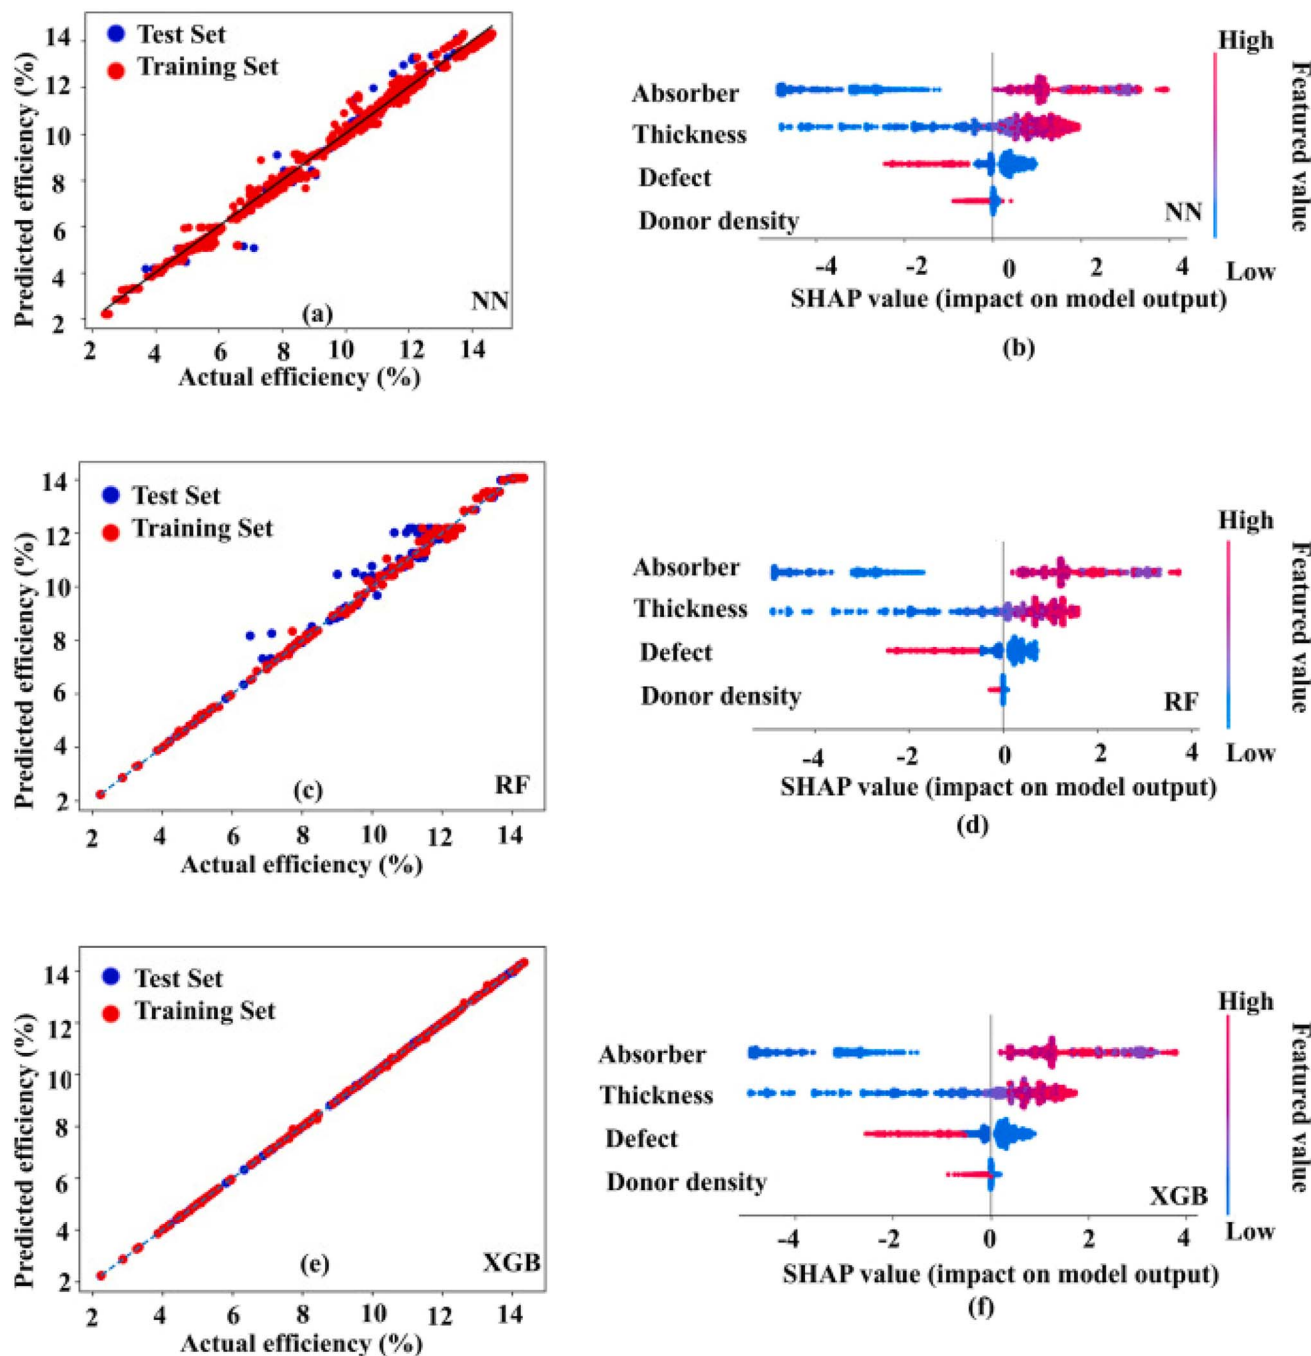 Predicted efficiency (%)
14
12
10
8
6
4
2
Test Set
Training Set
(a)
NN
2 4 6 8 10 12 14
Actual efficiency (%)
Absorber
Thickness
Defect
Donor density
NN
-4 -2 0 2 4
SHAP value (impact on model output)
(b)
High
Low
Featured value
Predicted efficiency (%)
14
12
10
8
6
4
2
Test Set
Training Set
(c)
RF
2 4 6 8 10 12 14
Actual efficiency (%)
Absorber
Thickness
Defect
Donor density
RF
-4 -2 0 2 4
SHAP value (impact on model output)
(d)
High
Low
Featured value
Predicted efficiency (%)
14
12
10
8
6
4
2
Test Set
Training Set
(e)
XGB
2 4 6 8 10 12 14
Actual efficiency (%)
Absorber
Thickness
Defect
Donor density
XGB
-4 -2 0 2 4
SHAP value (impact on model output)
(f)
High
Low
Featured value